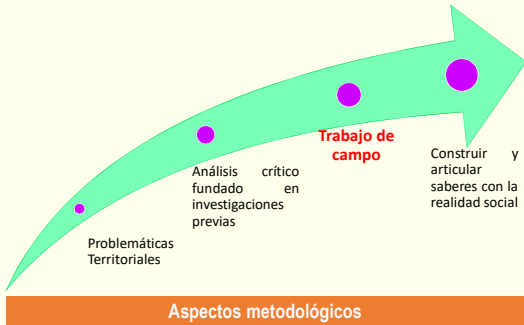 Problemáticas
Territoriales
Análisis crítico
fundado en
investigaciones
previas
Trabajo de
campo
Construir y
articular
saberes con la
realidad social
Aspectos metodológicos